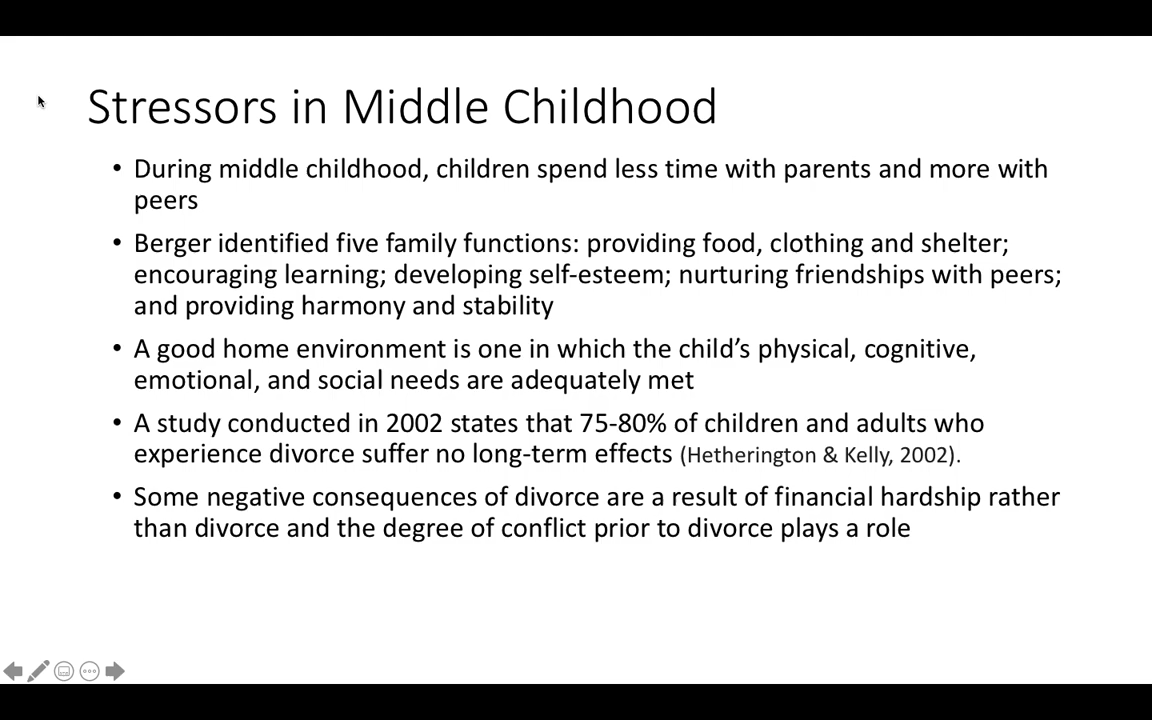 Stressors in Middle Childhood
• During middle childhood, children spend less time with parents and more with
peers
• Berger identified five family functions: providing food, clothing and shelter;
encouraging learning; developing self-esteem; nurturing friendships with peers;
and providing harmony and stability
• A good home environment is one in which the child’s physical, cognitive,
emotional, and social needs are adequately met
• A study conducted in 2002 states that 75-80% of children and adults who
experience divorce suffer no long-term effects (Hetherington & Kelly, 2002).
• Some negative consequences of divorce are a result of financial hardship rather
than divorce and the degree of conflict prior to divorce plays a role